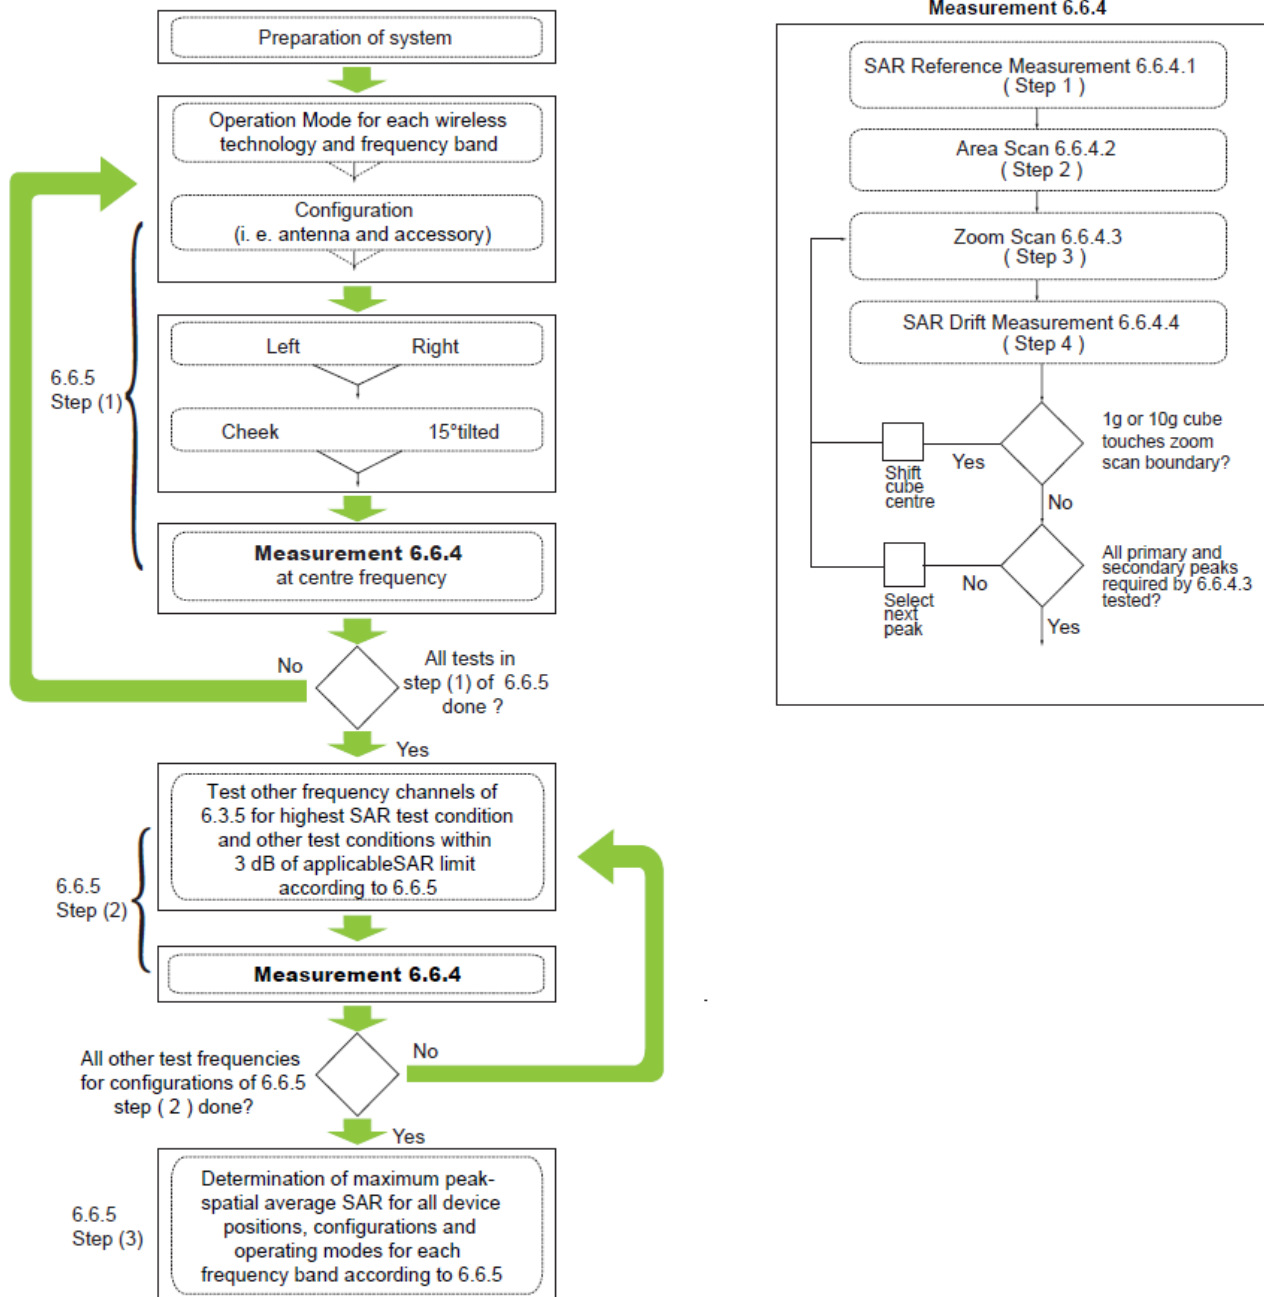 Preparation of system
Operation Mode for each wireless
technology and frequency band
Configuration
(i. e. antenna and accessory)
6.6.5
Step (1)
Left Right
Cheek 15°tilted
Measurement 6.6.4
at centre frequency
No
All tests in
step (1) of 6.6.5
done ?
Yes
Test other frequency channels of
6.3.5 for highest SAR test condition
and other test conditions within
3 dB of applicableSAR limit
according to 6.6.5
6.6.5
Step (2)
Measurement 6.6.4
All other test frequencies
for configurations of 6.6.5
step ( 2 ) done?
No
Yes
6.6.5
Step (3)
Determination of maximum peak-
spatial average SAR for all device
positions, configurations and
operating modes for each
frequency band according to 6.6.5
Measurement 6.6.4
SAR Reference Measurement 6.6.4.1
( Step 1 )
Area Scan 6.6.4.2
( Step 2 )
Zoom Scan 6.6.4.3
( Step 3 )
SAR Drift Measurement 6.6.4.4
( Step 4 )
1g or 10g cube
touches zoom
scan boundary?
Yes
Shift
cube
centre
No
All primary and
secondary peaks
required by 6.6.4.3
tested?
No
Select
next
peak
Yes